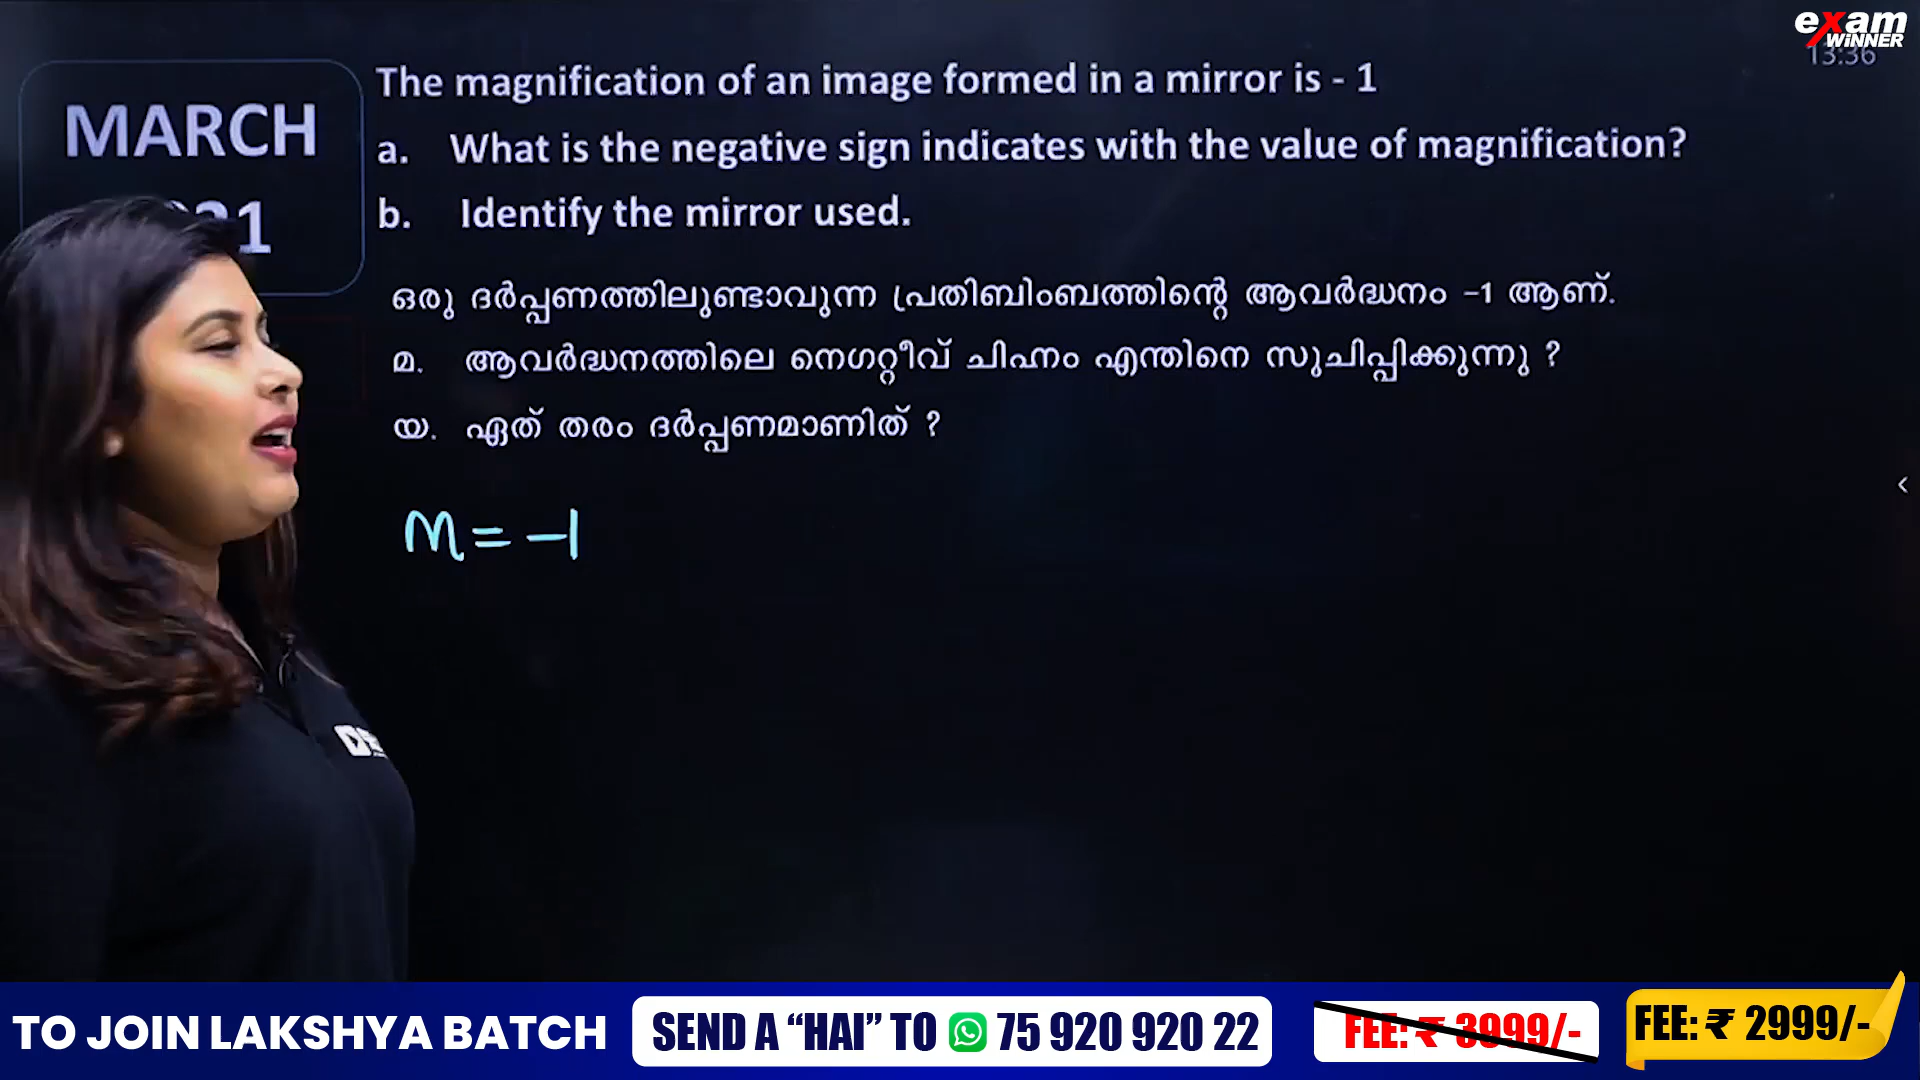 exam
WiNNER
13:36
MARCH
The magnification of an image formed in a mirror is - 1
a. What is the negative sign indicates with the value of magnification?
b. Identify the mirror used.
ഒരു ദർപ്പണത്തിലുണ്ടാവുന്ന പ്രതിബിംബത്തിന്റെ ആവർദ്ധനം -1 ആണ്.
മ. ആവർദ്ധനത്തിലെ നെഗറ്റീവ് ചിഹ്നം എന്തിനെ സുചിപ്പിക്കുന്നു ?
യ. ഏത് തരം ദർപ്പണമാണിത് ?
m = -1
TO JOIN LAKSHYA BATCH
SEND A “HAI” TO 75 920 920 22
FEE: ₹ 3999/-
FEE: ₹ 2999/-